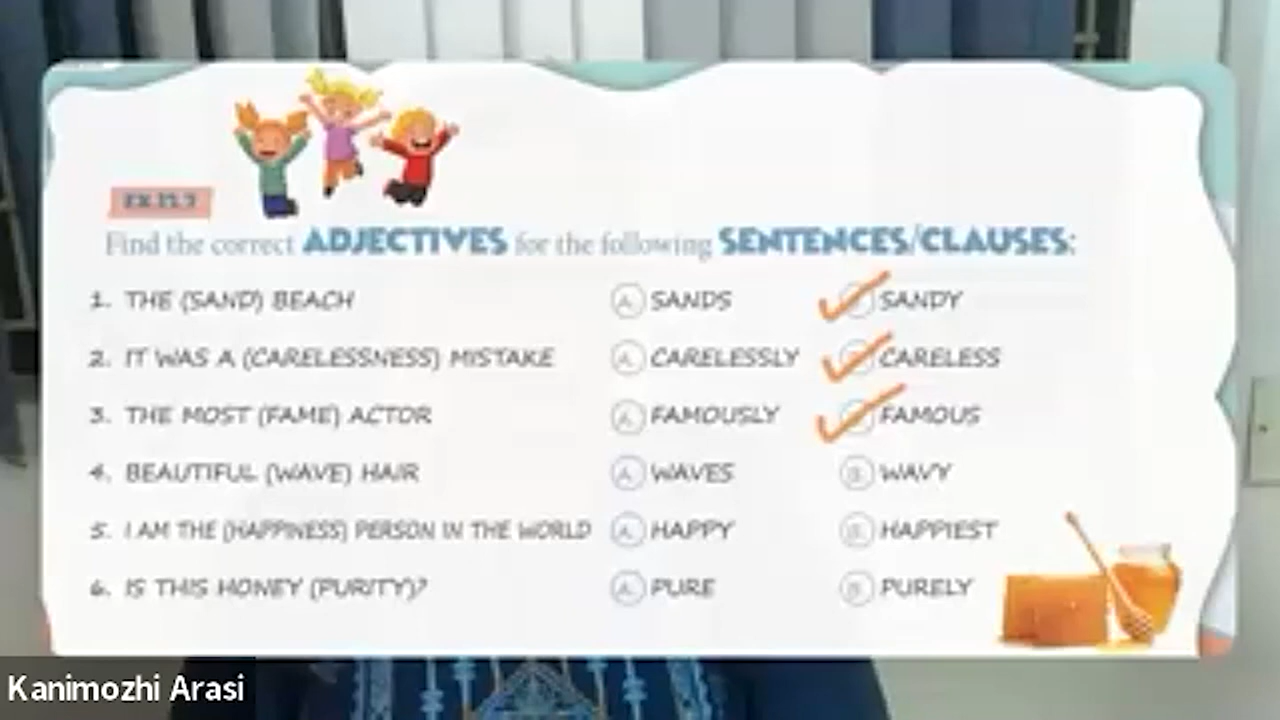 EX 12.7
Find the correct ADJECTIVES for the following SENTENCES/CLAUSES:
1. THE (SAND) BEACH A. SANDS SANDY
2. IT WAS A (CARELESSNESS) MISTAKE A. CARELESSLY CARELESS
3. THE MOST (FAME) ACTOR A. FAMOUSLY FAMOUS
4. BEAUTIFUL (WAVE) HAIR A. WAVES B. WAVY
5. I AM THE (HAPPINESS) PERSON IN THE WORLD A. HAPPY B. HAPPIEST
6. IS THIS HONEY (PURITY)? A. PURE B. PURELY
Kanimozhi Arasi